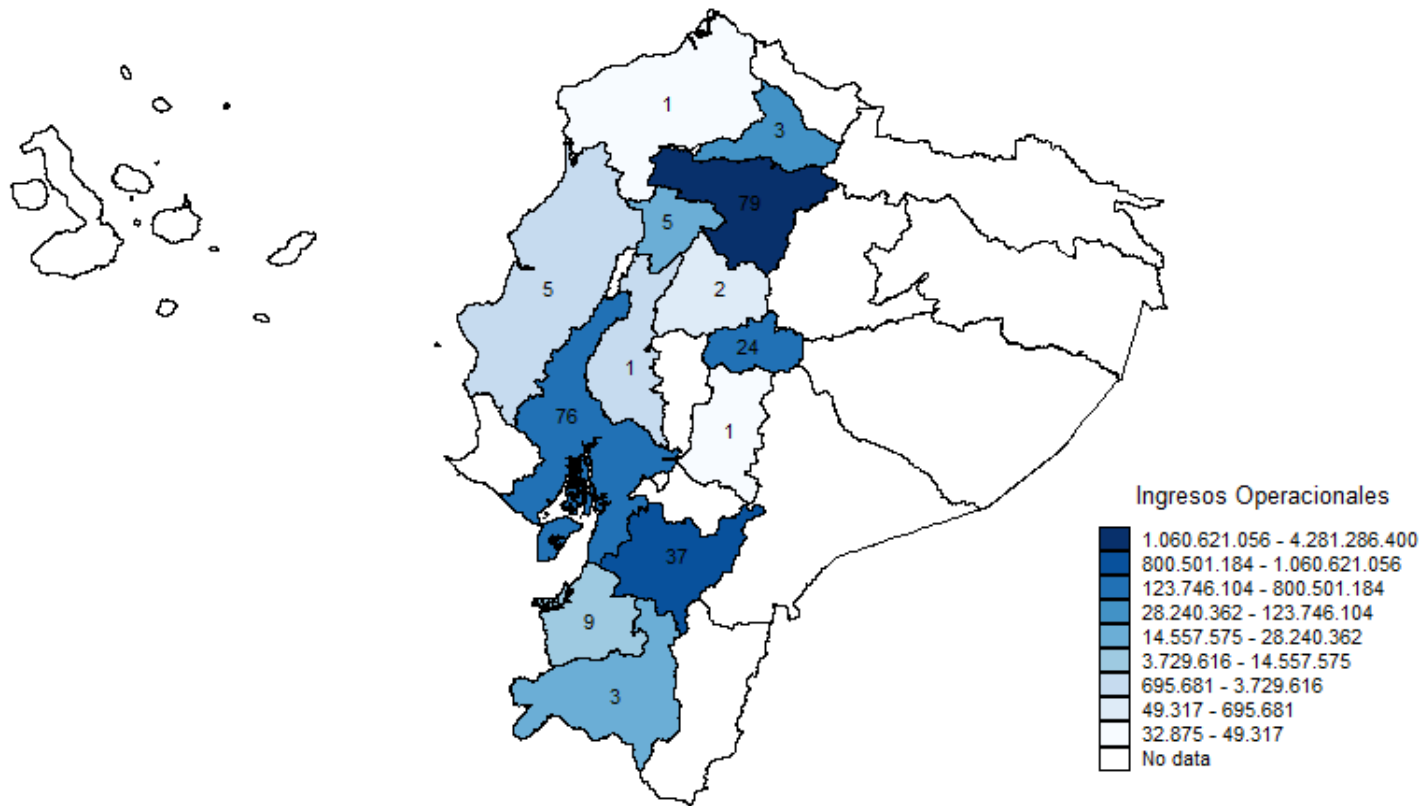 1
3
79
5
5
2
24
1
76
1
37
9
3
Ingresos Operacionales
1.060.621.056 - 4.281.286.400
800.501.184 - 1.060.621.056
123.746.104 - 800.501.184
28.240.362 - 123.746.104
14.557.575 - 28.240.362
3.729.616 - 14.557.575
695.681 - 3.729.616
49.317 - 695.681
32.875 - 49.317
No data